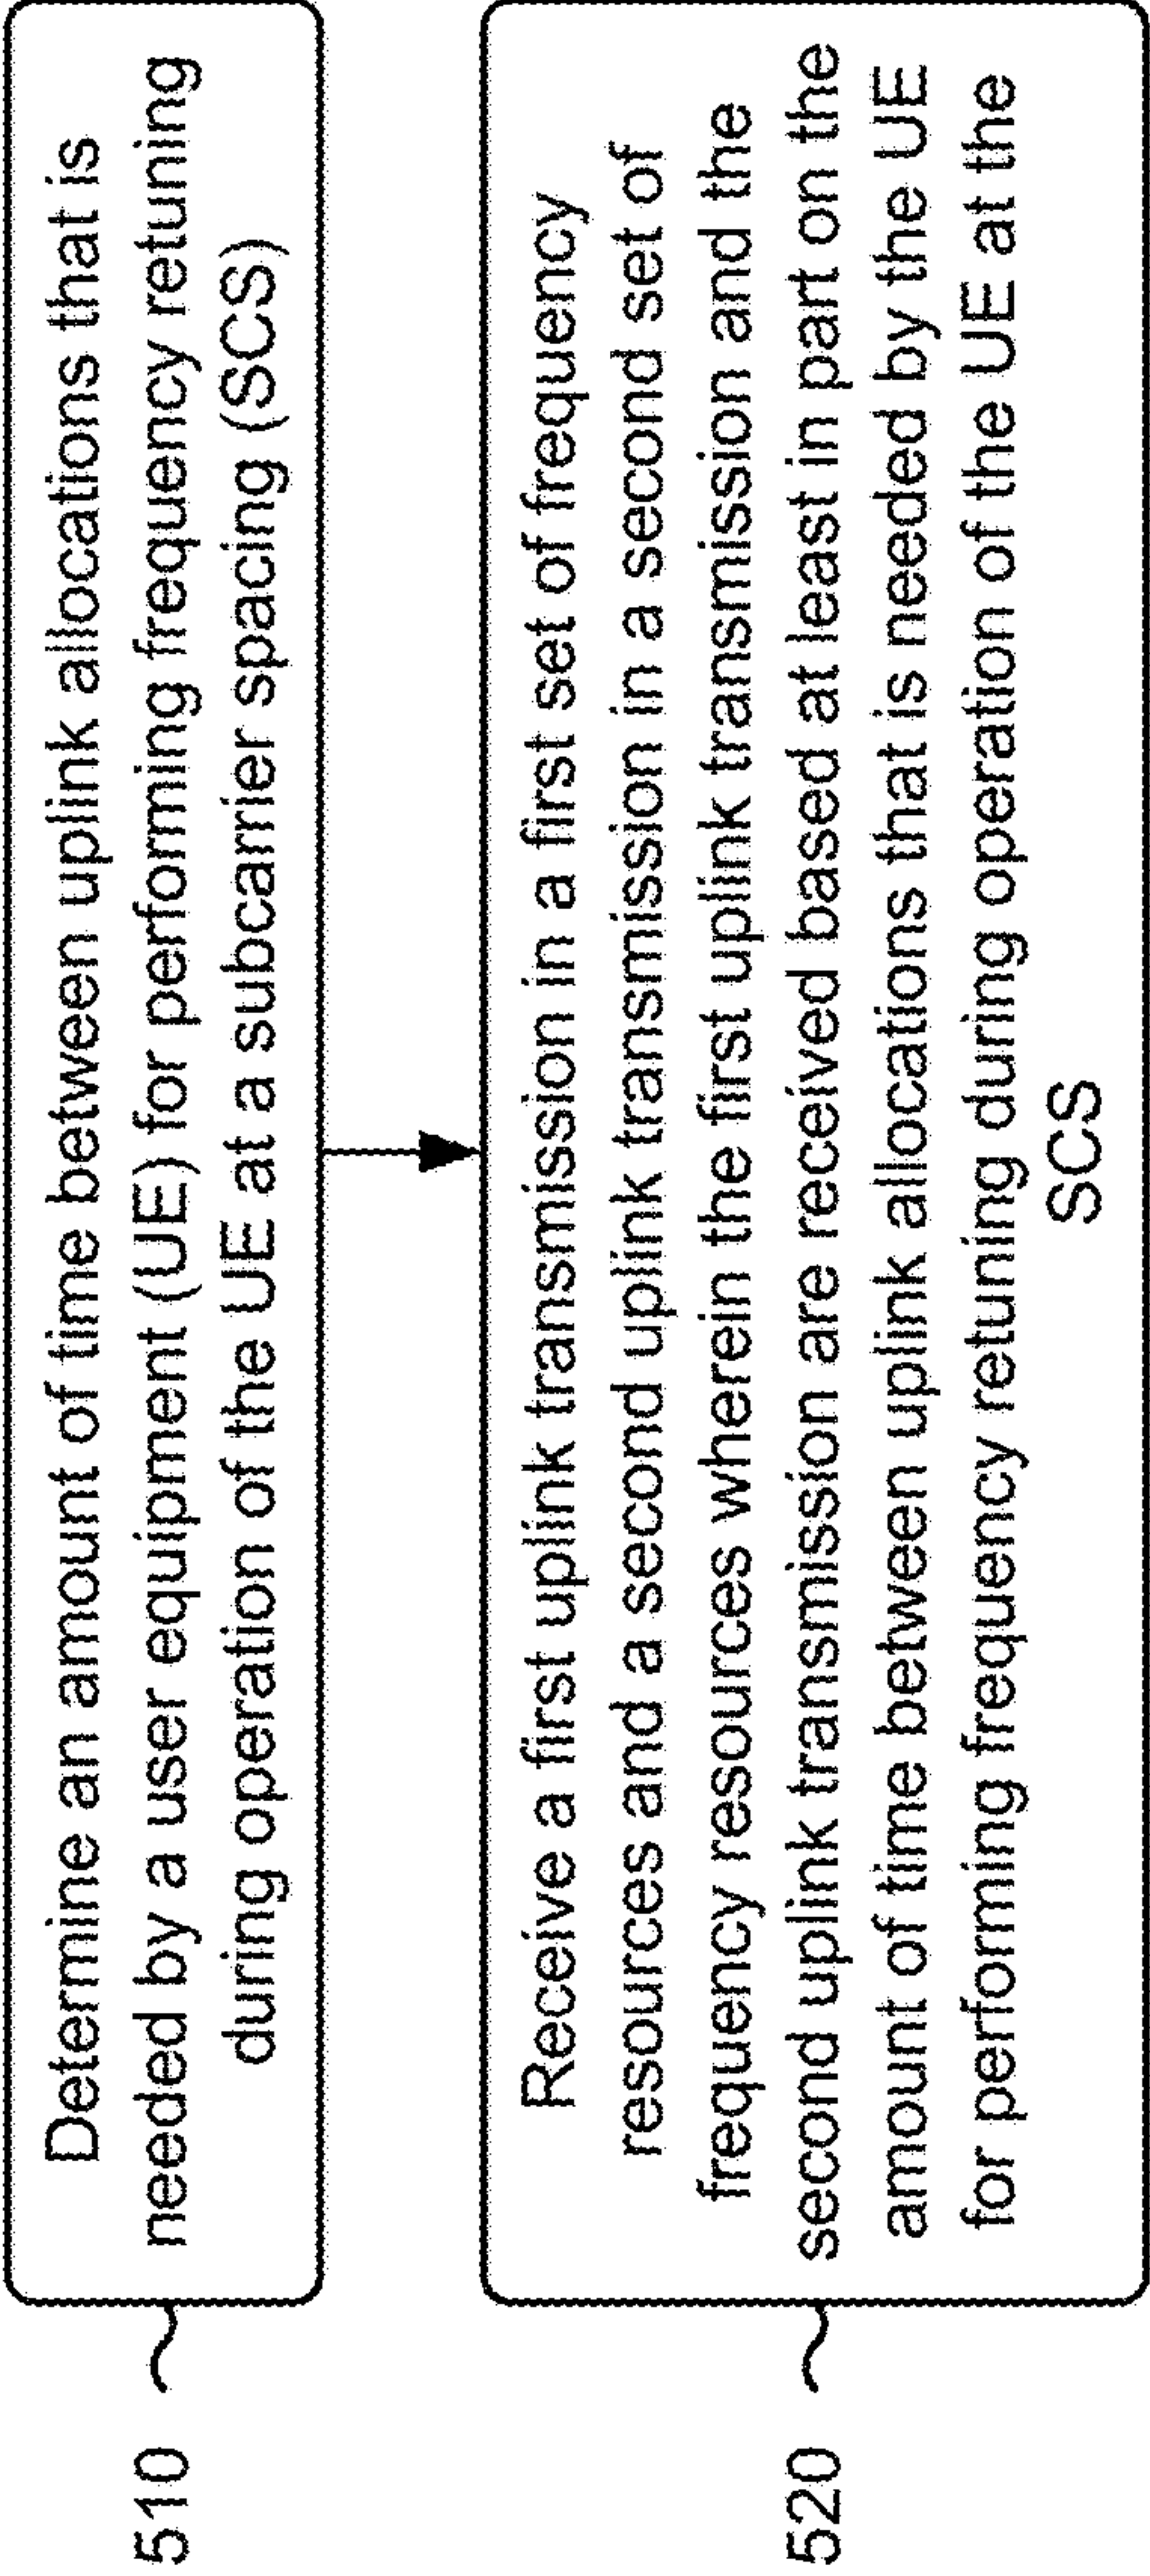 510
Determine an amount of time between uplink allocations that is
needed by a user equipment (UE) for performing frequency retuning
during operation of the UE at a subcarrier spacing (SCS)
520
Receive a first uplink transmission in a first set of frequency
resources and a second uplink transmission in a second set of
frequency resources wherein the first uplink transmission and the
second uplink transmission are received based at least in part on the
amount of time between uplink allocations that is needed by the UE
for performing frequency retuning during operation of the UE at the
SCS